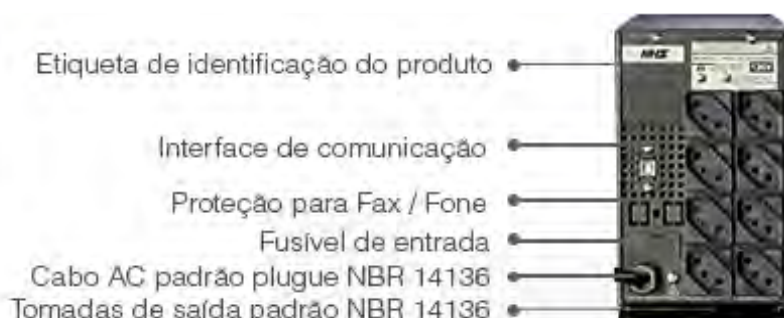 Etiqueta de identificação do produto
NHS
Interface de comunicação
Proteção para Fax / Fone
Fusível de entrada
Cabo AC padrão plugue NBR 14136
Tomadas de saída padrão NBR 14136